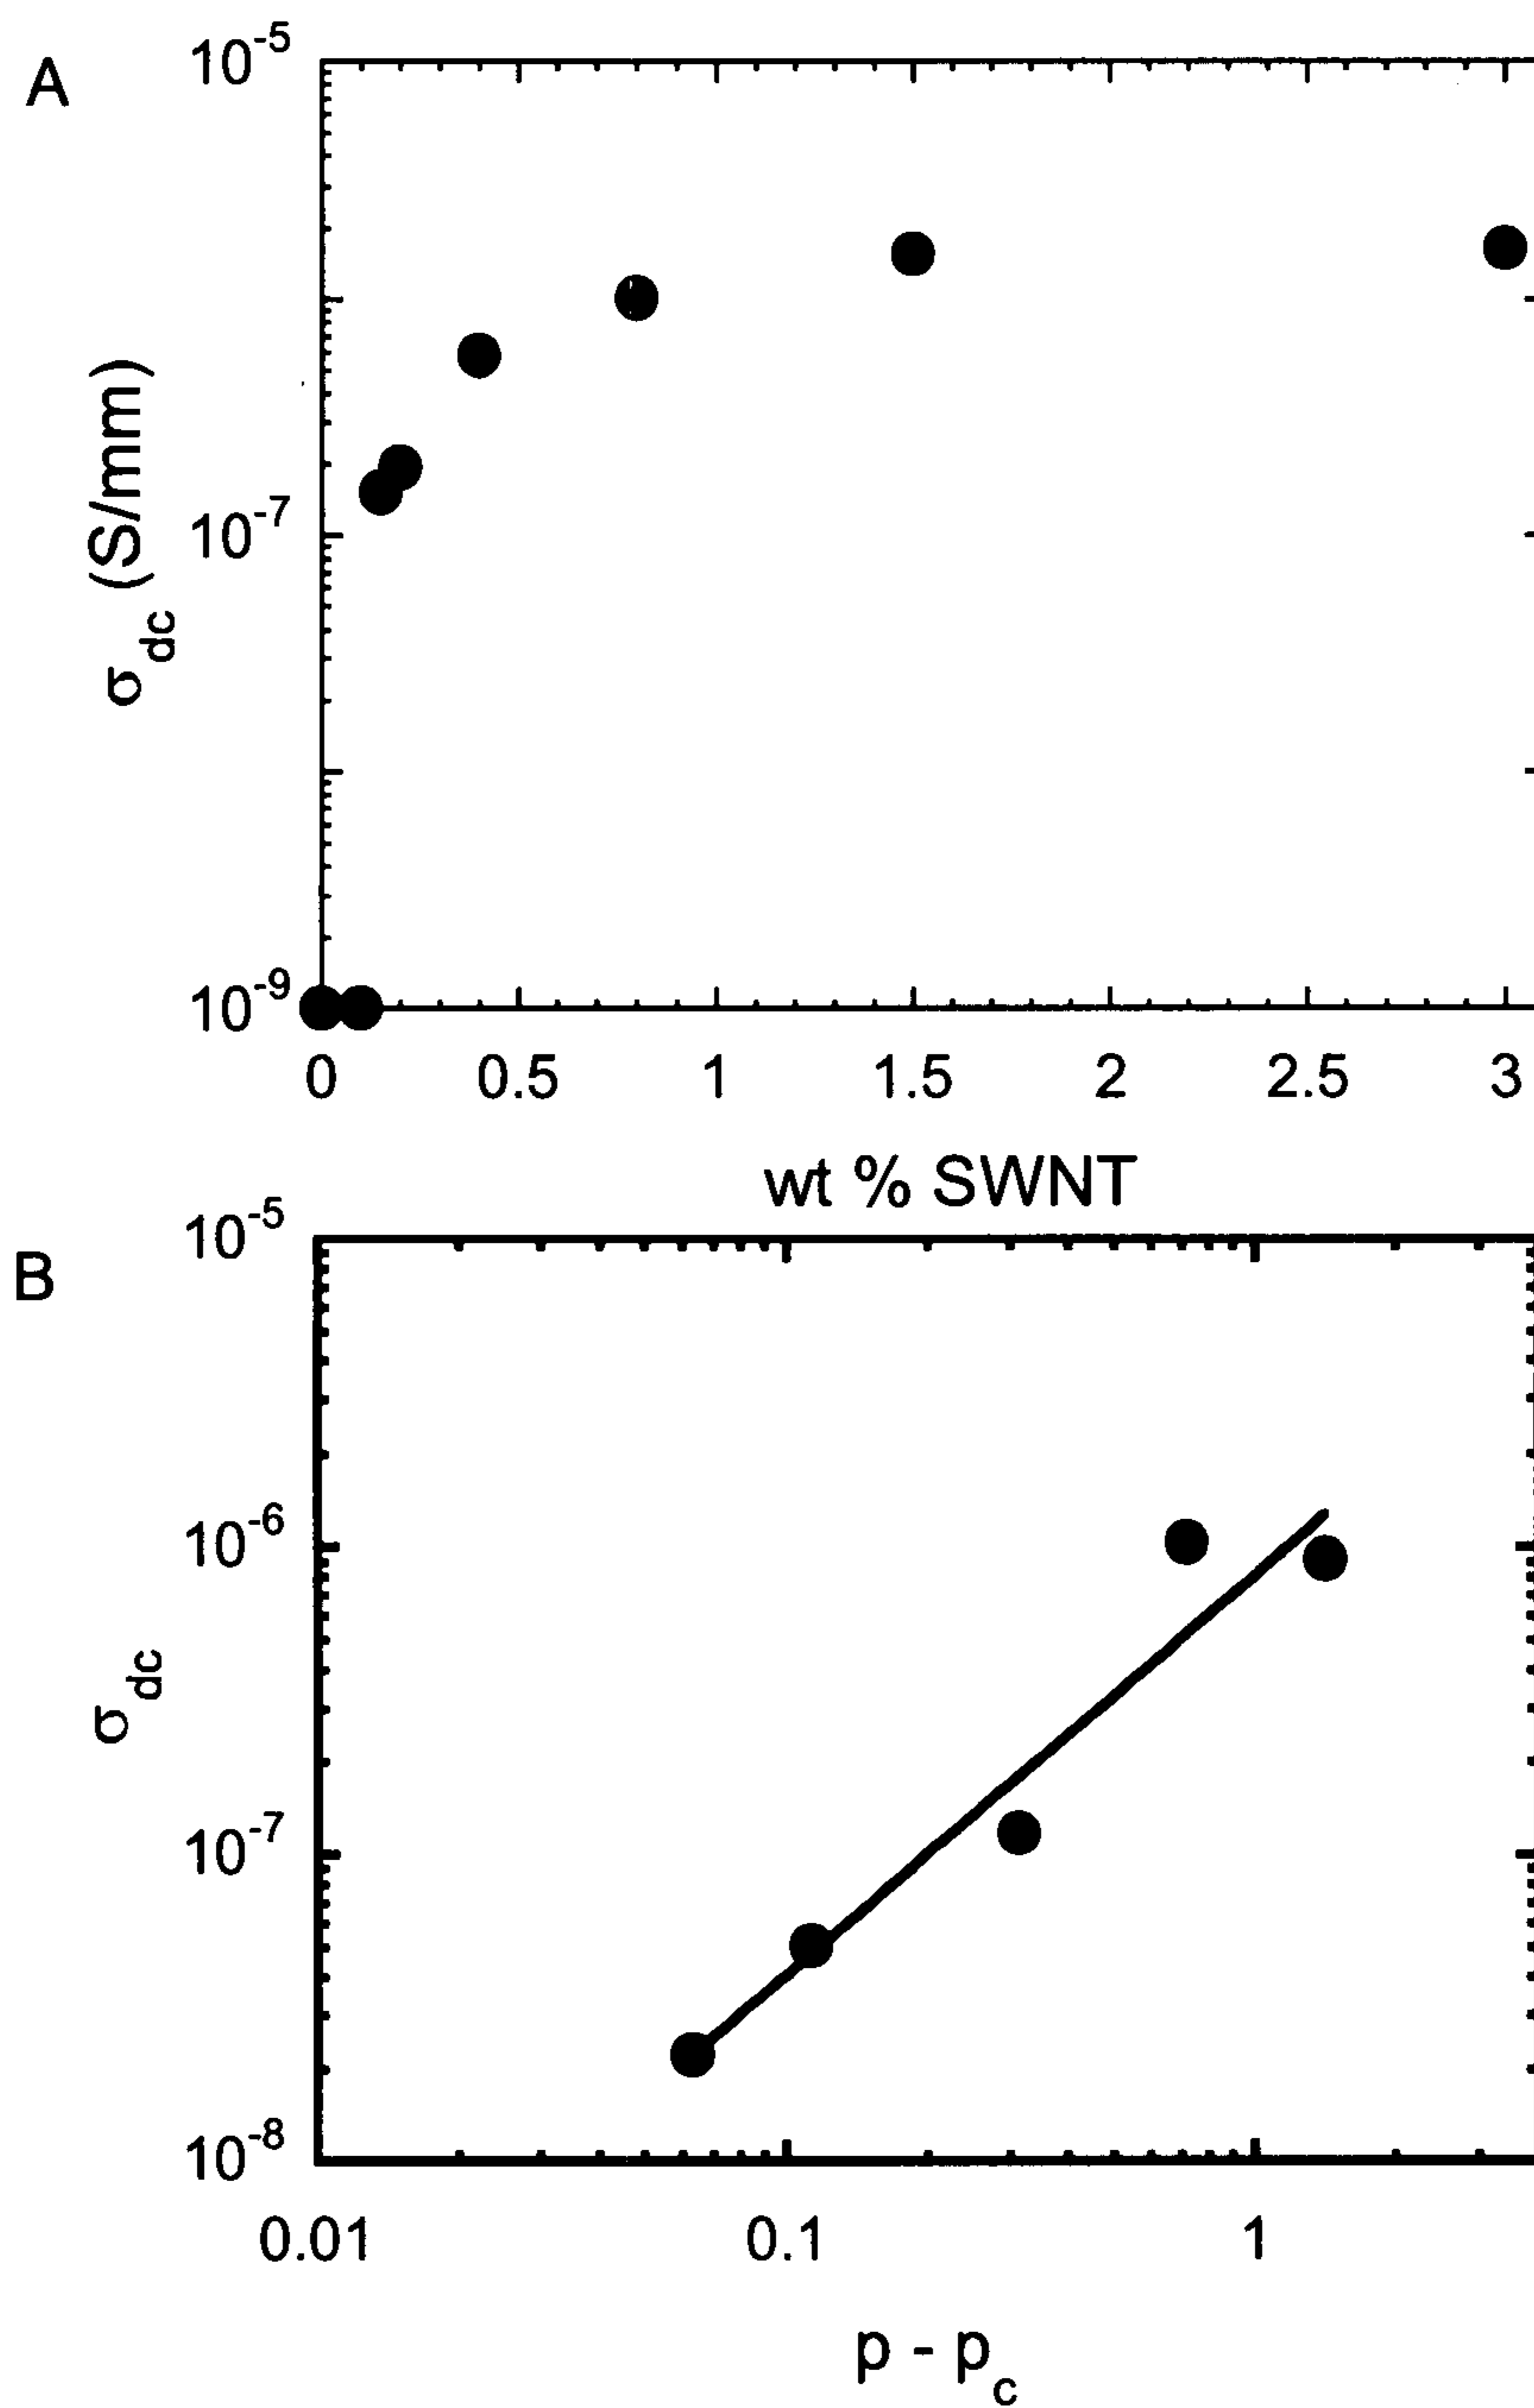 A
10^-5
10^-7
10^-9
σ_dc (S/mm)
0 0.5 1 1.5 2 2.5 3
wt % SWNT
B
10^-5
10^-6
10^-7
10^-8
σ_dc
0.01 0.1 1
p - p_c